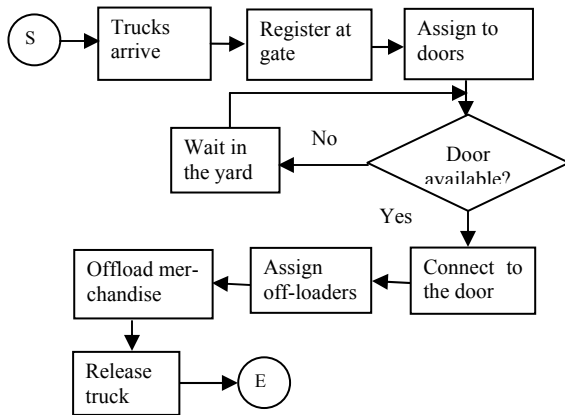 S
Trucks
arrive
Register at
gate
Assign to
doors
Wait in
the yard
No
Door
available?
Yes
Offload mer-
chandise
Assign
off-loaders
Connect to
the door
Release
truck
E